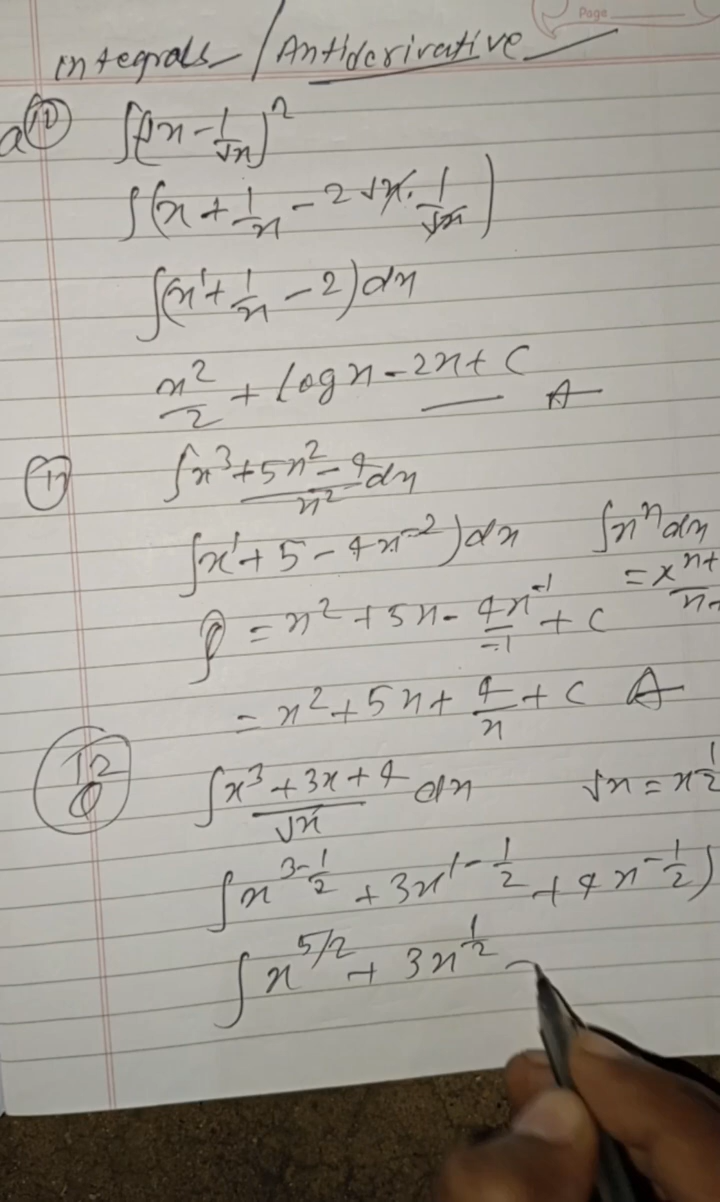 Page
Integrals / Antiderivative
a 10 ∫(√x - 1/√x)²
∫(x + 1/x - 2√x. 1/√x)
∫(x¹ + 1/x - 2)dx
x²/2 + log x - 2x + C A
11 ∫ x³ + 5x² - 4 / x² dx
∫x¹ + 5 - 4x⁻²)dx ∫xⁿdx
= x² + 5x - 4x⁻¹/-1 + C = xⁿ⁺/n+
= x² + 5x + 4/x + C A
12 Q ∫ x³ + 3x + 4 / √x dx √x = x^1/2
∫x^3-1/2 + 3x^1-1/2 + 4x^-1/2)
∫x^5/2 + 3x^1/2